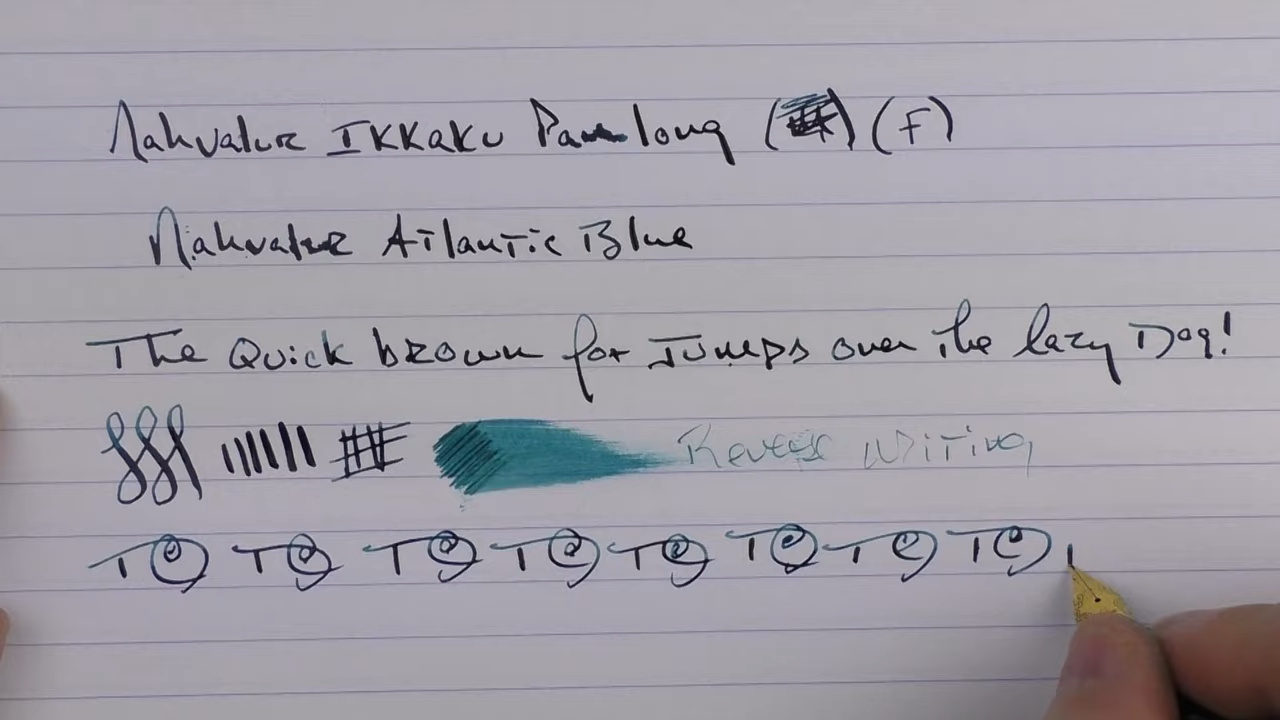 Nahvalur IKKAKU (F)
Nahvalur Atlantic Blue
The Quick brown fox Jumps over the lazy Dog!
Reverse Writing